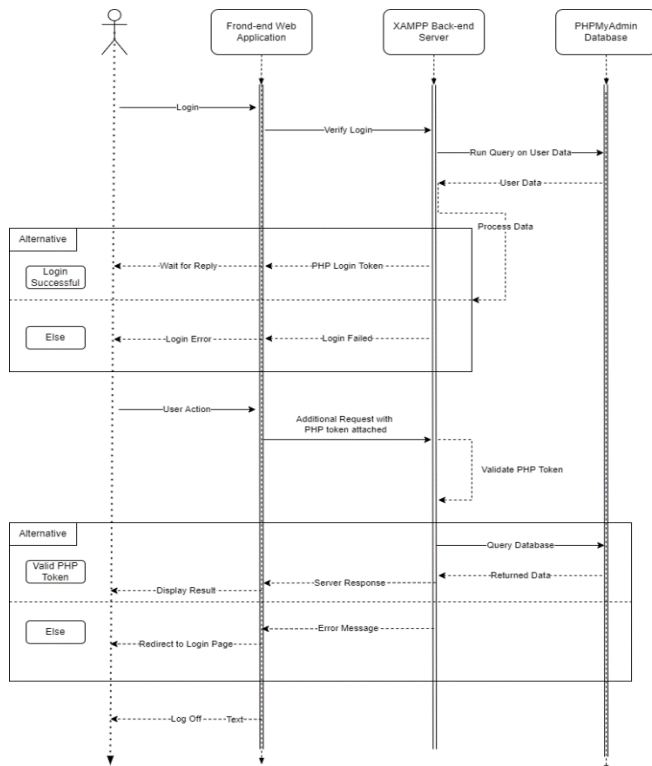 Frond-end Web
Application
XAMPP Back-end
Server
PHPMyAdmin
Database
Login
Verify Login
Run Query on User Data
User Data
Process Data
Alternative
Login
Successful
Wait for Reply
PHP Login Token
Else
Login Error
Login Failed
User Action
Additional Request with
PHP token attached
Validate PHP Token
Alternative
Query Database
Valid PHP
Token
Returned Data
Server Response
Display Result
Else
Error Message
Redirect to Login Page
Log Off
Text